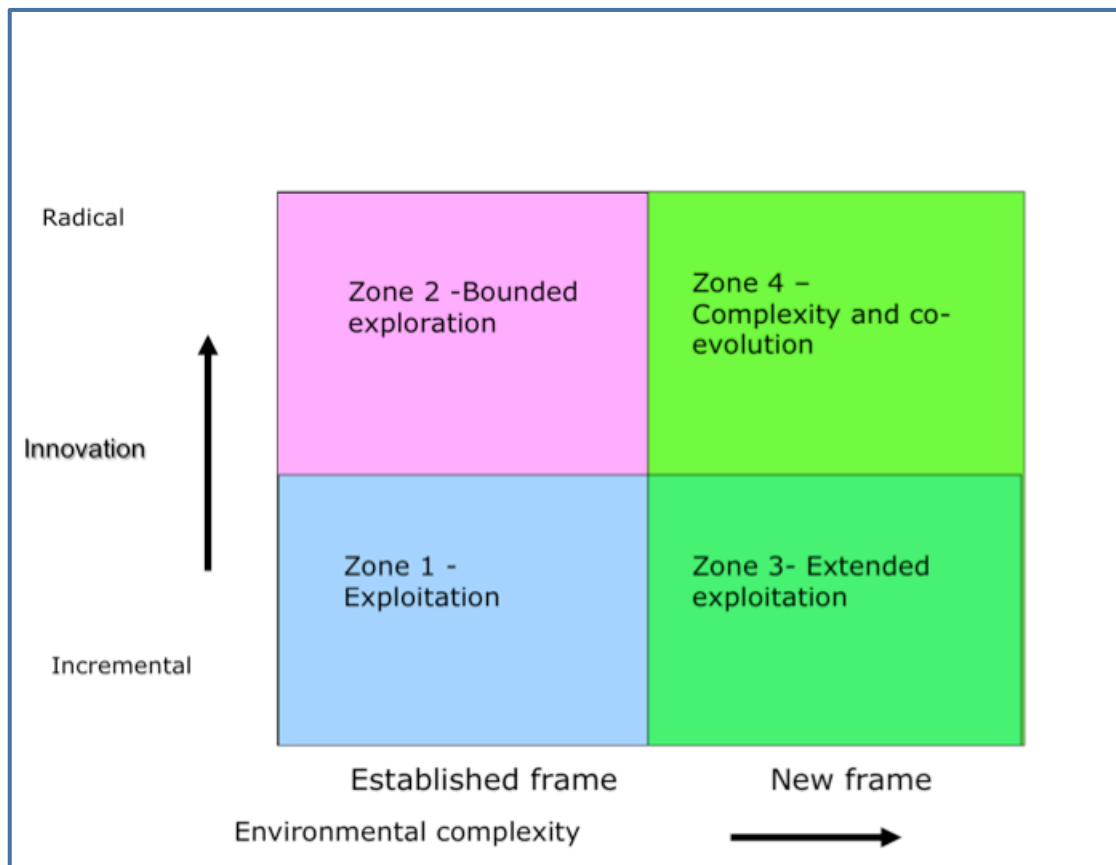 Radical
Zone 2 -Bounded
exploration
Zone 4 –
Complexity and co-
evolution
Innovation
Zone 1 -
Exploitation
Zone 3- Extended
exploitation
Incremental
Established frame
New frame
Environmental complexity